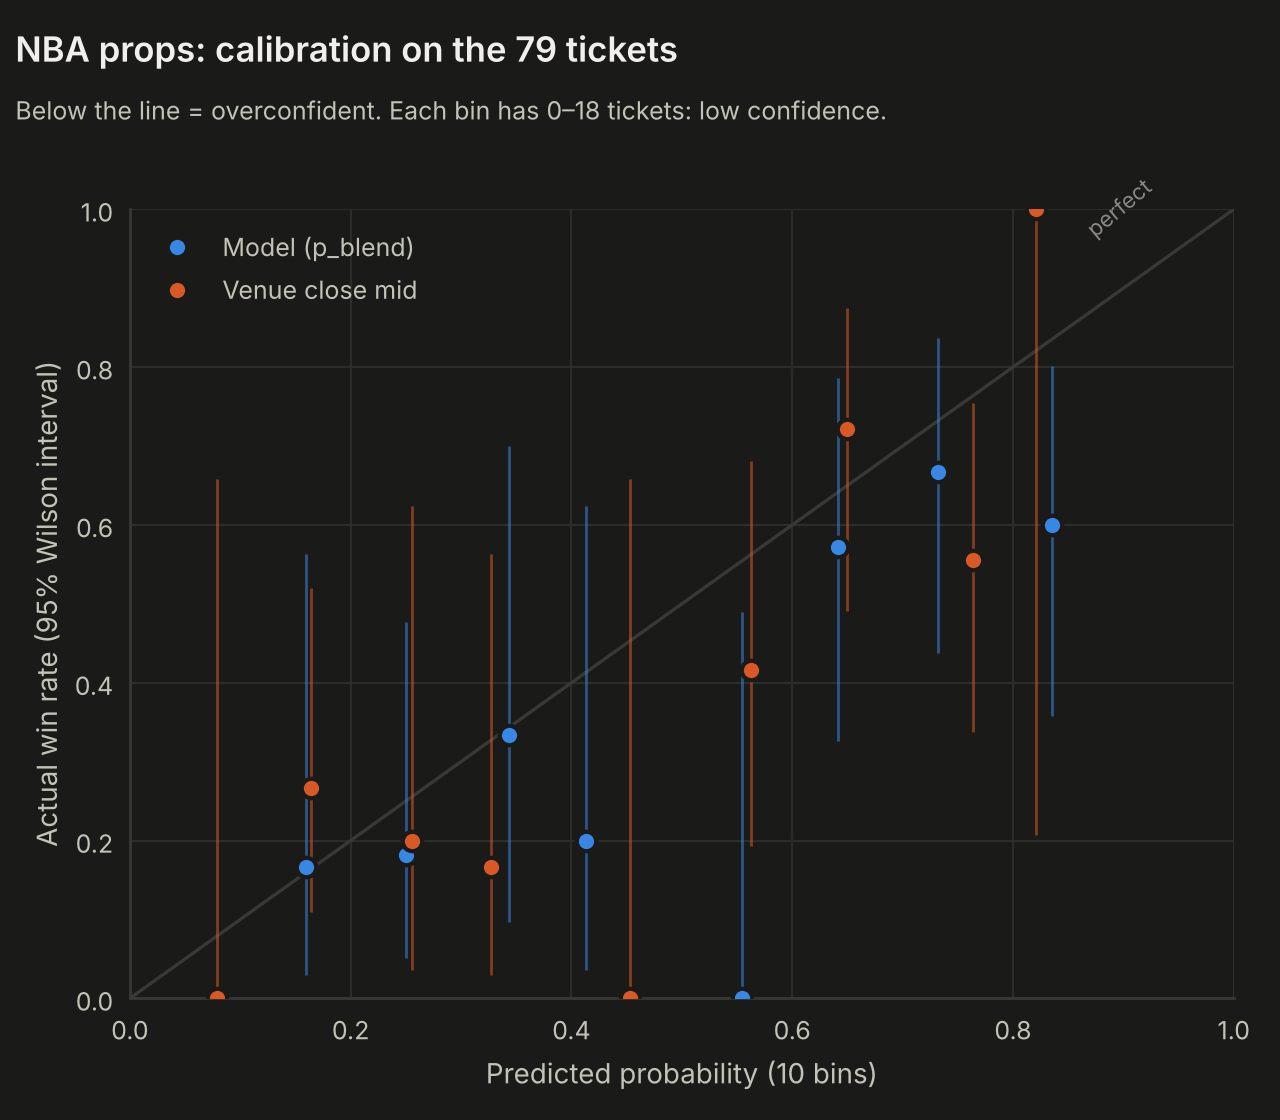 NBA props: calibration on the 79 tickets
Below the line = overconfident. Each bin has 0–18 tickets: low confidence.
perfect
Model (p_blend)
Venue close mid
Actual win rate (95% Wilson interval)
1.0
0.8
0.6
0.4
0.2
0.0
0.0 0.2 0.4 0.6 0.8 1.0
Predicted probability (10 bins)